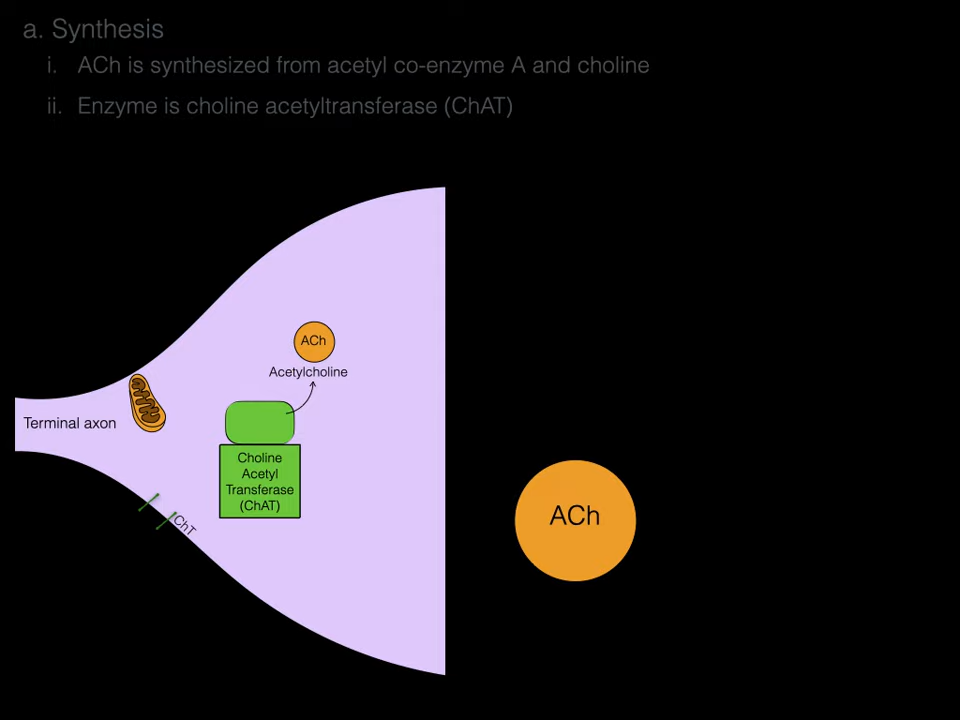 a. Synthesis
i. ACh is synthesized from acetyl co-enzyme A and choline
ii. Enzyme is choline acetyltransferase (ChAT)
ACh
Acetylcholine
Terminal axon
Choline
Acetyl
Transferase
(ChAT)
ChT
ACh